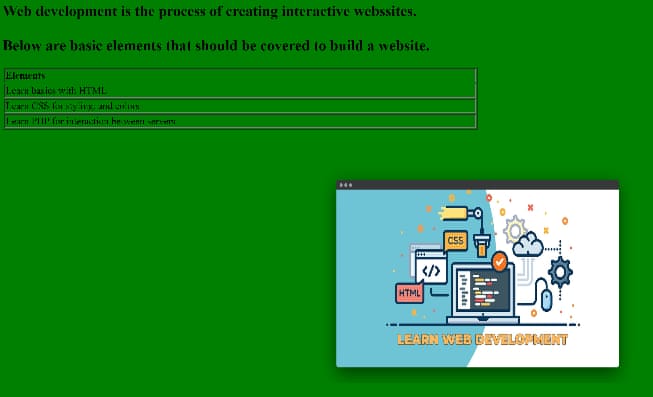 Web development is the process of creating interactive webssites.
Below are basic elements that should be covered to build a website.
Elements
Learn basics with HTML
Learn CSS for styling, and colors
Learn PHP for interaction between servers
CSS
</>
HTML
LEARN WEB DEVELOPMENT